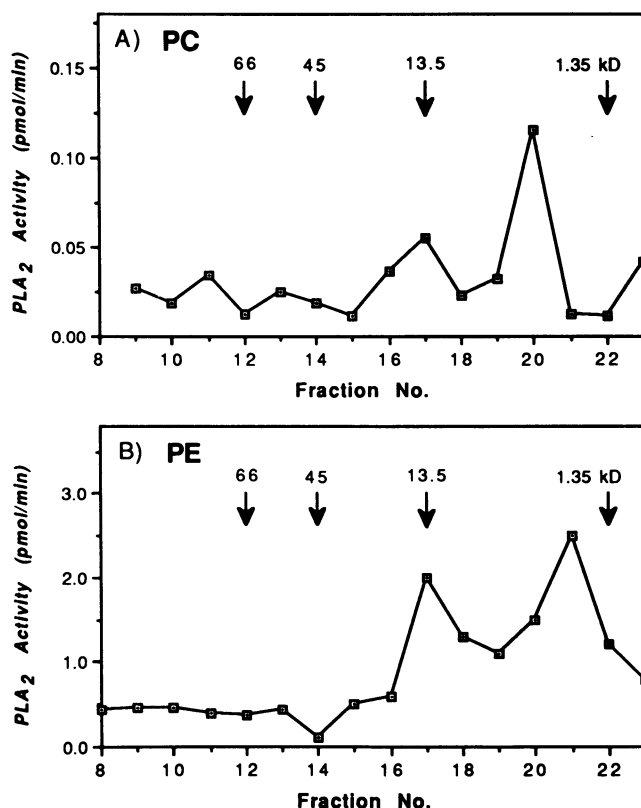 A) PC
66 45 13.5 1.35 kD
PLA2 Activity (pmol/min)
0.15
0.10
0.05
0.00
8 10 12 14 16 18 20 22
Fraction No.
B) PE
66 45 13.5 1.35 kD
PLA2 Activity (pmol/min)
3.0
2.0
1.0
0.0
8 10 12 14 16 18 20 22
Fraction No.